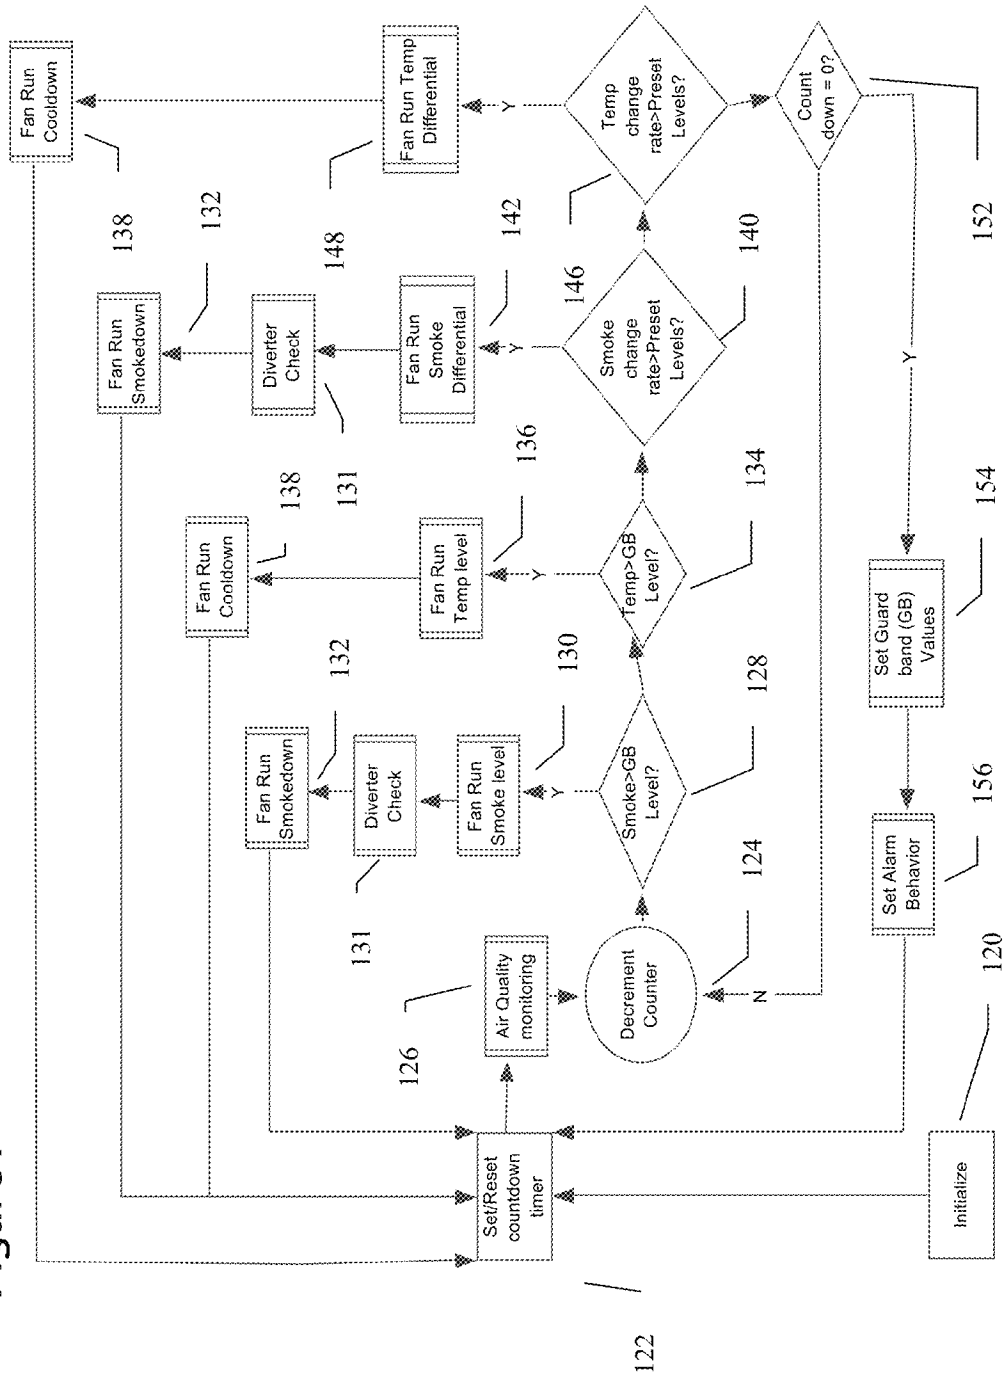 Fan Run
Cooldown
138
Fan Run Temp
Differential
148
Y
Temp
change
rate>Preset
Levels?
146
Count
down = 0?
152
Y
Fan Run
Smokedown
132
Diverter
Check
131
Fan Run
Smoke
Differential
142
Y
Smoke
change
rate>Preset
Levels?
140
Fan Run
Cooldown
138
Fan Run
Temp level
136
Y
Temp>GB
Level?
134
Set Guard
band (GB)
Values
154
Fan Run
Smokedown
132
Diverter
Check
131
Fan Run
Smoke level
130
Y
Smoke>GB
Level?
128
Set Alarm
Behavior
156
Air Quality
monitoring
126
Decrement
Counter
124
N
Set/Reset
countdown
timer
122
Initialize
120